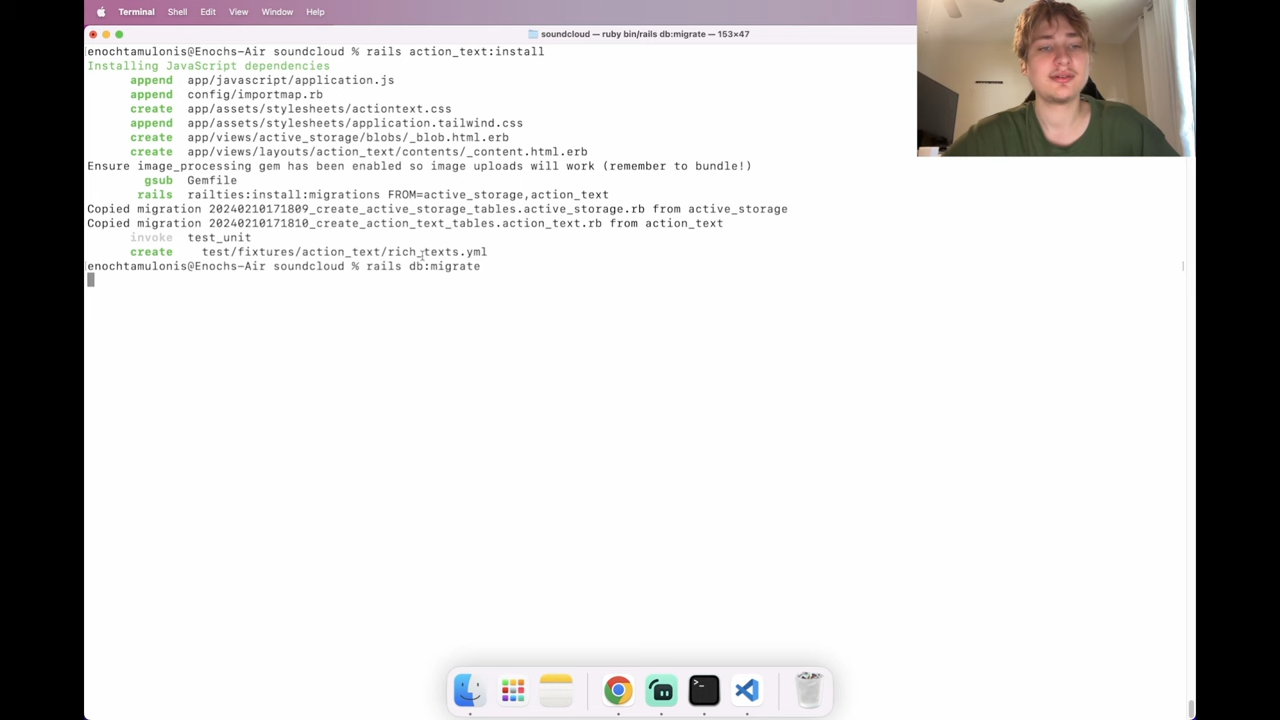 Terminal Shell Edit View Window Help
soundcloud — ruby bin/rails db:migrate — 153×47
enochtamulonis@Enochs-Air soundcloud % rails action_text:install
Installing JavaScript dependencies
append app/javascript/application.js
append config/importmap.rb
create app/assets/stylesheets/actiontext.css
append app/assets/stylesheets/application.tailwind.css
create app/views/active_storage/blobs/_blob.html.erb
create app/views/layouts/action_text/contents/_content.html.erb
Ensure image_processing gem has been enabled so image uploads will work (remember to bundle!)
gsub Gemfile
rails railties:install:migrations FROM=active_storage,action_text
Copied migration 20240210171809_create_active_storage_tables.active_storage.rb from active_storage
Copied migration 20240210171810_create_action_text_tables.action_text.rb from action_text
invoke test_unit
create test/fixtures/action_text/rich_texts.yml
enochtamulonis@Enochs-Air soundcloud % rails db:migrate